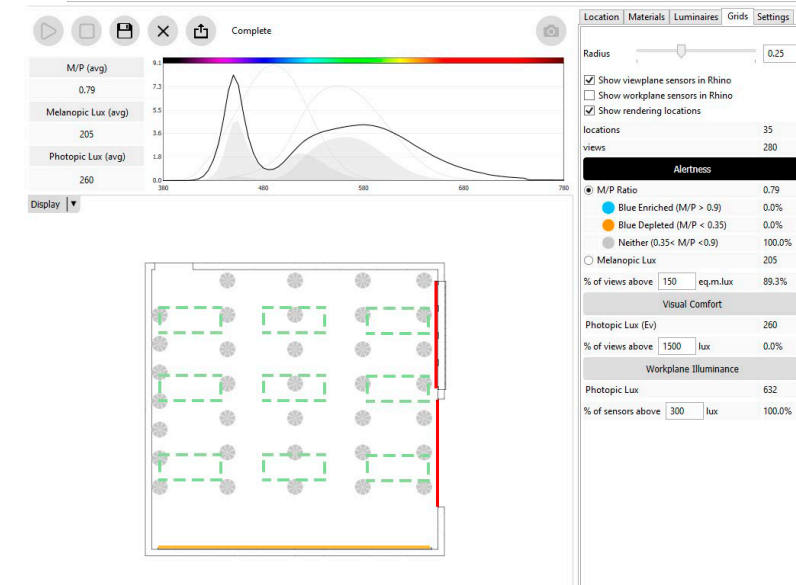 Complete
M/P (avg)
0.79
Melanopic Lux (avg)
205
Photopic Lux (avg)
260
9.1
7.3
5.5
3.6
1.8
0.0
380 480 580 680 780
Display
Location Materials Luminaires Grids Settings
Radius 0.25
Show viewplane sensors in Rhino
Show workplane sensors in Rhino
Show rendering locations
locations 35
views 280
Alertness
M/P Ratio 0.79
Blue Enriched (M/P > 0.9) 0.0%
Blue Depleted (M/P < 0.35) 0.0%
Neither (0.35< M/P <0.9) 100.0%
Melanopic Lux 205
% of views above 150 eq.m.lux 89.3%
Visual Comfort
Photopic Lux (Ev) 260
% of views above 1500 lux 0.0%
Workplane Illuminance
Photopic Lux 632
% of sensors above 300 lux 100.0%